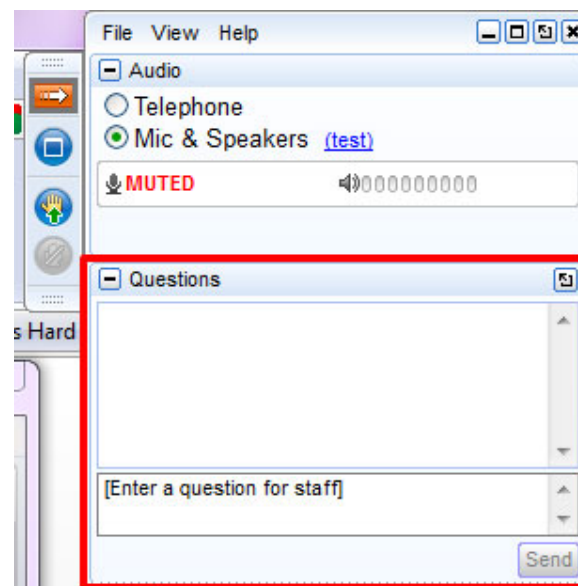 File View Help
Audio
Telephone
Mic & Speakers (test)
MUTED 000000000
Questions
s Hard
[Enter a question for staff]
Send